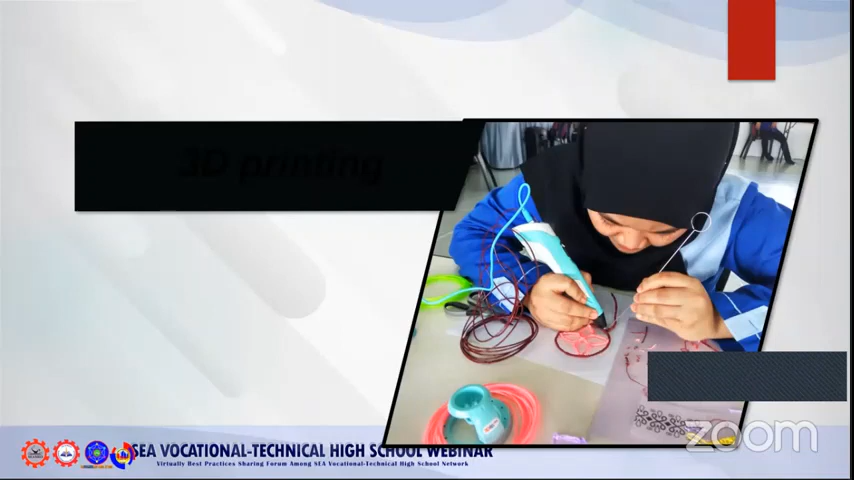 3D printing
SEA VOCATIONAL-TECHNICAL HIGH SCHOOL WEBINAR
Virtually Best Practices Sharing Forum Among SEA Vocational-Technical High School Network
zoom